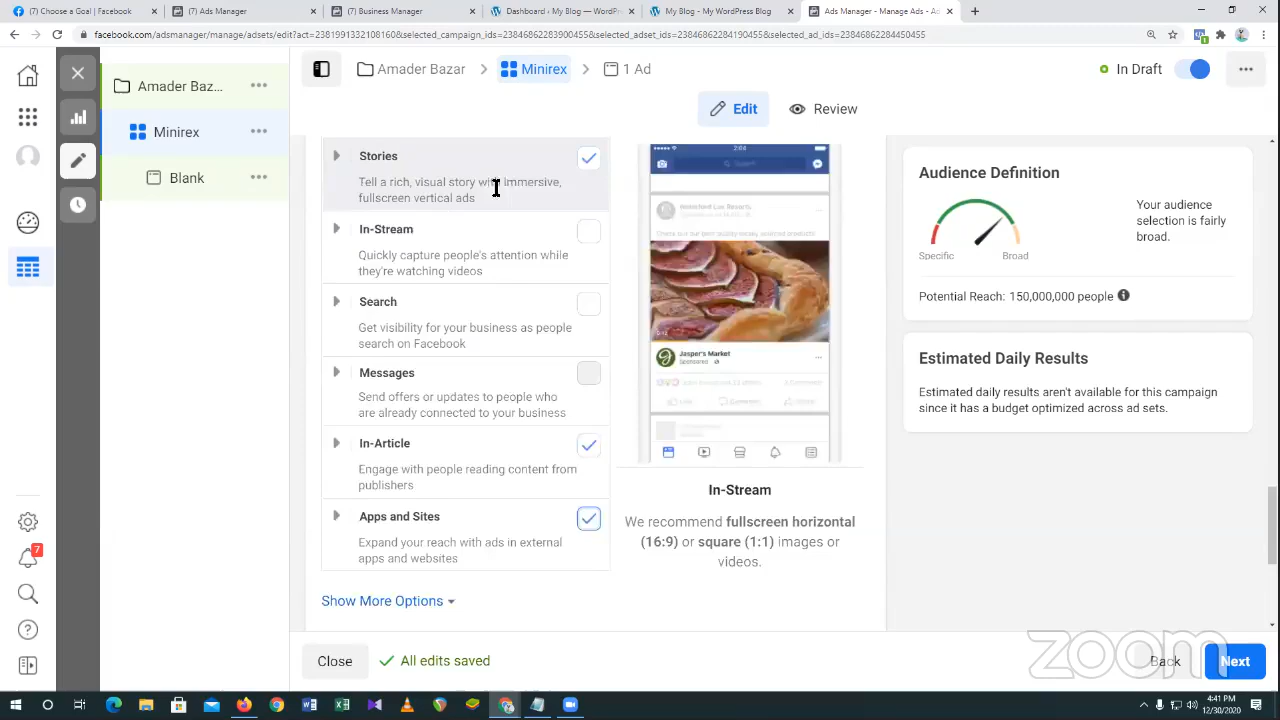 (7) Choose a Goal | Faceboo
(7) Ads Manager
(7) Ads Manager - Black
Dashboard ‹ My Blog — WordPr
My Blog – My WordPress Blog
Ads Manager - Manage Ads - Ad
facebook.com/adsmanager/manage/assets/edit?act=2381991332108160&selected_campaign_ids=23846862283900455&selected_adset_ids=23846862284190455&selected_ad_ids=23846862284450455
Amader Baz...
Minirex
Blank
7
Amader Bazar
Minirex
1 Ad
In Draft
Edit
Review
Stories
Tell a rich, visual story with immersive,
fullscreen vertical ads
In-Stream
Quickly capture people's attention while
they're watching videos
Search
Get visibility for your business as people
search on Facebook
Messages
Send offers or updates to people who
are already connected to your business
In-Article
Engage with people reading content from
publishers
Apps and Sites
Expand your reach with ads in external
apps and websites
Show More Options
2:04
Search
Jasper's Market
Sponsored
In-Stream
We recommend fullscreen horizontal
(16:9) or square (1:1) images or
videos.
Audience Definition
Specific
Broad
Your audience
selection is fairly
broad.
Potential Reach: 150,000,000 people
Estimated Daily Results
Estimated daily results aren't available for this campaign
since it has a budget optimized across ad sets.
Close
All edits saved
Back
Next
zoom
4:41 PM
12/30/2020